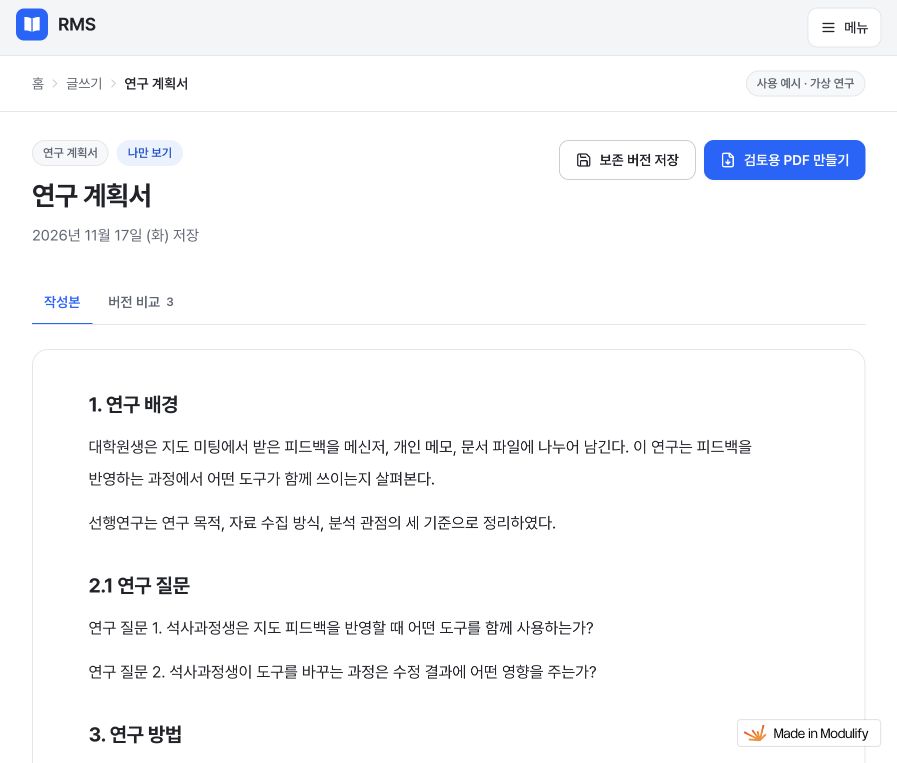 RMS
메뉴
홈 > 글쓰기 > 연구 계획서
사용 예시 · 가상 연구
연구 계획서
나만 보기
보존 버전 저장
검토용 PDF 만들기
연구 계획서
2026년 11월 17일 (화) 저장
작성본
버전 비교 3
1. 연구 배경
대학원생은 지도 미팅에서 받은 피드백을 메신저, 개인 메모, 문서 파일에 나누어 남긴다. 이 연구는 피드백을
반영하는 과정에서 어떤 도구가 함께 쓰이는지 살펴본다.
선행연구는 연구 목적, 자료 수집 방식, 분석 관점의 세 기준으로 정리하였다.
2.1 연구 질문
연구 질문 1. 석사과정생은 지도 피드백을 반영할 때 어떤 도구를 함께 사용하는가?
연구 질문 2. 석사과정생이 도구를 바꾸는 과정은 수정 결과에 어떤 영향을 주는가?
3. 연구 방법
Made in Modulify